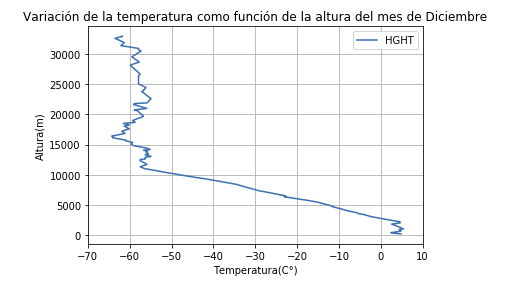 Variación de la temperatura como función de la altura del mes de Diciembre
HGHT
30000
25000
20000
15000
10000
5000
0
Altura(m)
−70 −60 −50 −40 −30 −20 −10 0 10
Temperatura(C°)